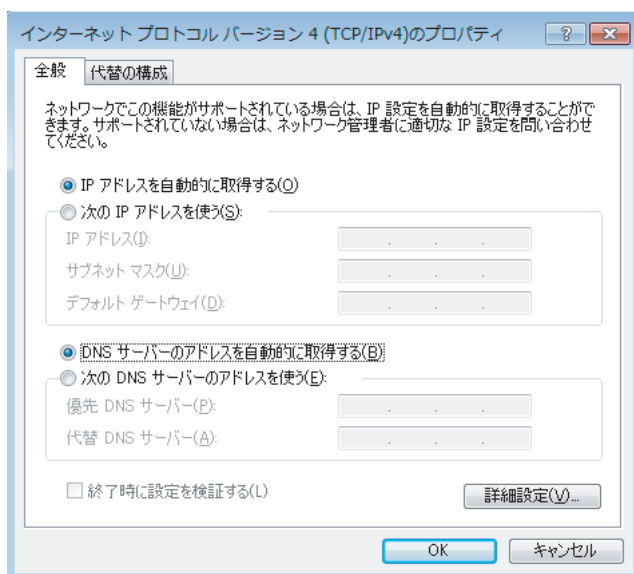 インターネット プロトコル バージョン 4 (TCP/IPv4)のプロパティ
全般 代替の構成
ネットワークでこの機能がサポートされている場合は、IP 設定を自動的に取得することがで
きます。サポートされていない場合は、ネットワーク管理者に適切な IP 設定を問い合わせ
てください。
IP アドレスを自動的に取得する(O)
次の IP アドレスを使う(S):
IP アドレス(I):
サブネット マスク(U):
デフォルト ゲートウェイ(D):
DNS サーバーのアドレスを自動的に取得する(B)
次の DNS サーバーのアドレスを使う(E):
優先 DNS サーバー(P):
代替 DNS サーバー(A):
終了時に設定を検証する(L)
詳細設定(V)...
OK キャンセル